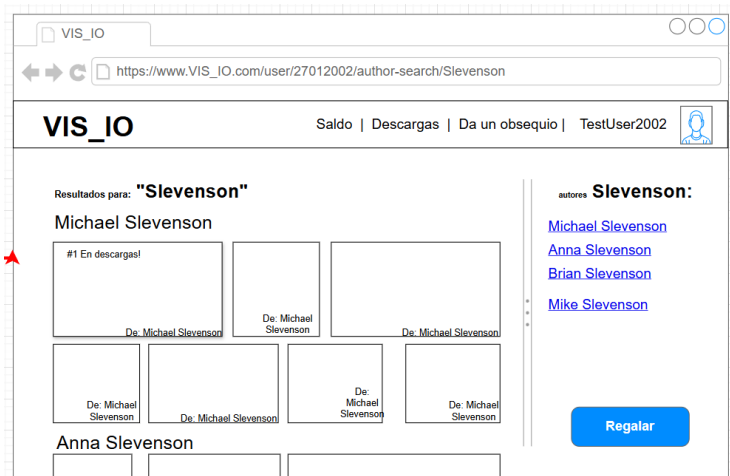 VIS_IO
https://www.VIS_IO.com/user/27012002/author-search/Slevenson
VIS_IO
Saldo | Descargas | Da un obsequio | TestUser2002
Resultados para: "Slevenson"
Michael Slevenson
#1 En descargas!
De: Michael Slevenson
De: Michael
Slevenson
De: Michael Slevenson
De: Michael
Slevenson
De: Michael Slevenson
De:
Michael
Slevenson
De: Michael
Slevenson
Anna Slevenson
autores Slevenson:
Michael Slevenson
Anna Slevenson
Brian Slevenson
Mike Slevenson
Regalar